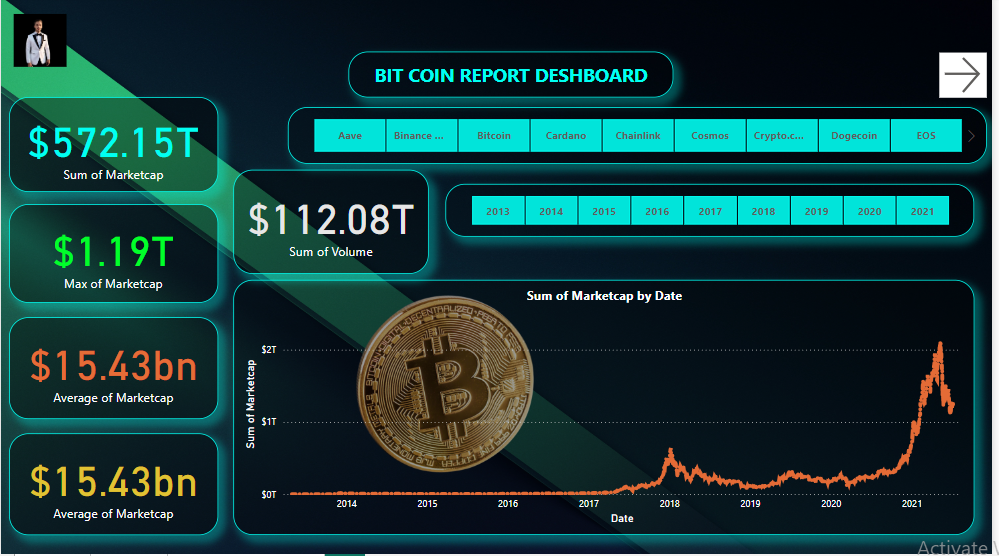 BIT COIN REPORT DESHBOARD
Aave
Binance ...
Bitcoin
Cardano
Chainlink
Cosmos
Crypto.c...
Dogecoin
EOS
$572.15T
Sum of Marketcap
$112.08T
Sum of Volume
2013
2014
2015
2016
2017
2018
2019
2020
2021
$1.19T
Max of Marketcap
$15.43bn
Average of Marketcap
$15.43bn
Average of Marketcap
Sum of Marketcap by Date
Sum of Marketcap
$2T
$1T
$0T
2014
2015
2016
2017
2018
2019
2020
2021
Date
Activate